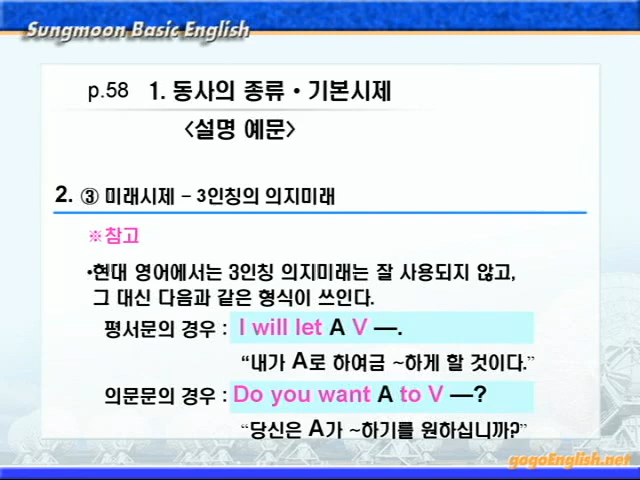 Sungmoon Basic English
p.58 1. 동사의 종류 • 기본시제
<설명 예문>
2. ③ 미래시제 – 3인칭의 의지미래
※참고
•현대 영어에서는 3인칭 의지미래는 잘 사용되지 않고,
그 대신 다음과 같은 형식이 쓰인다.
평서문의 경우 : I will let A V —.
“내가 A로 하여금 ~하게 할 것이다.”
의문문의 경우 : Do you want A to V —?
“당신은 A가 ~하기를 원하십니까?”
gogoEnglish.net